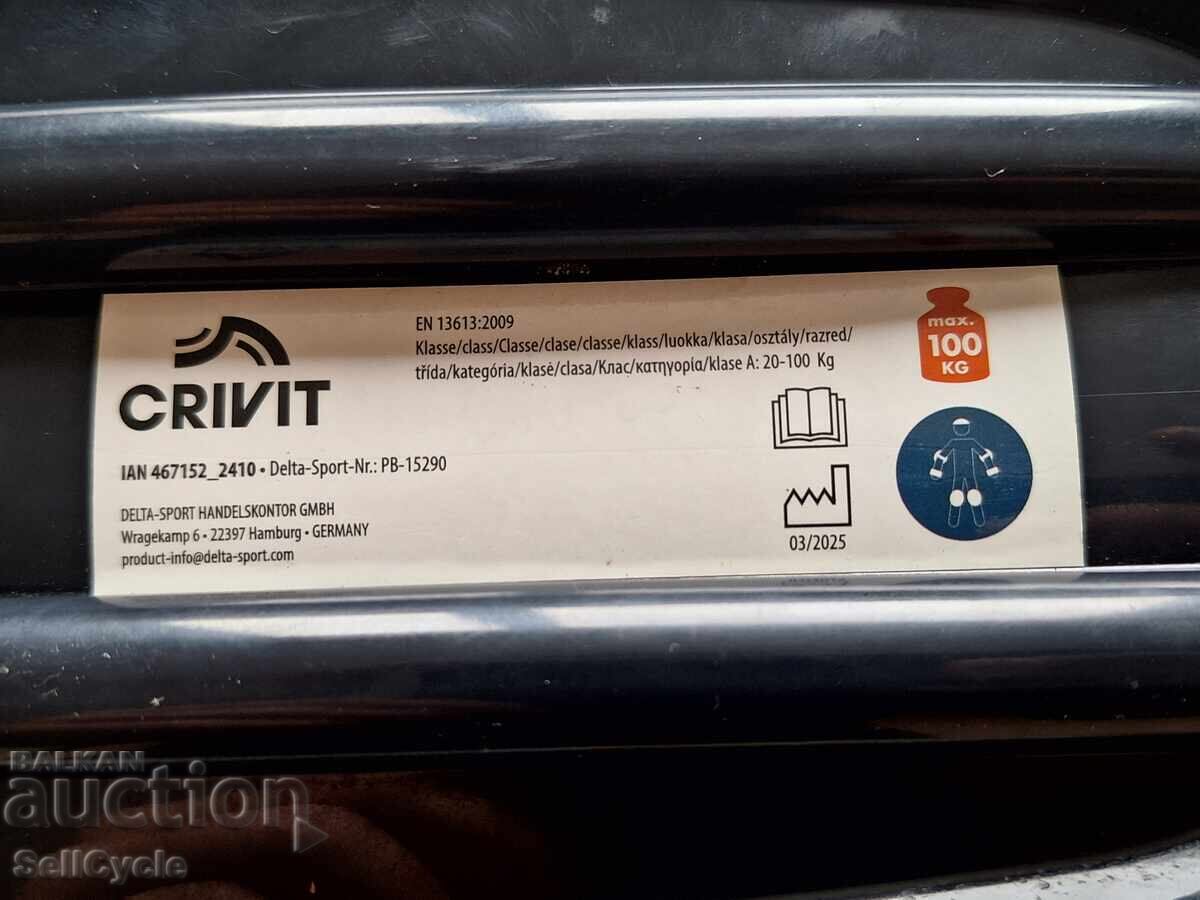 CRIVIT
IAN 467152_2410 • Delta-Sport-Nr.: PB-15290
DELTA-SPORT HANDELSKONTOR GMBH
Wragekamp 6 • 22397 Hamburg • GERMANY
product-info@delta-sport.com
EN 13613:2009
Klasse/class/Classe/clase/classe/klass/luokka/klasa/osztály/razred/
třída/kategória/klasė/clasa/Клас/κατηγορία/klase A: 20-100 Kg
03/2025
max.
100
KG
BALKAN
auction
SellCycle